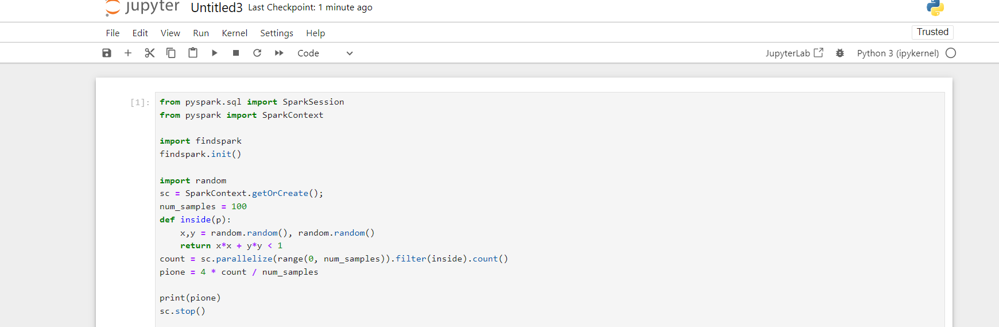 jupyter Untitled3 Last Checkpoint: 1 minute ago
File Edit View Run Kernel Settings Help
Trusted
Code
JupyterLab
Python 3 (ipykernel)
[1]:
from pyspark.sql import SparkSession
from pyspark import SparkContext
import findspark
findspark.init()
import random
sc = SparkContext.getOrCreate();
num_samples = 100
def inside(p):
    x,y = random.random(), random.random()
    return x*x + y*y < 1
count = sc.parallelize(range(0, num_samples)).filter(inside).count()
pione = 4 * count / num_samples
print(pione)
sc.stop()